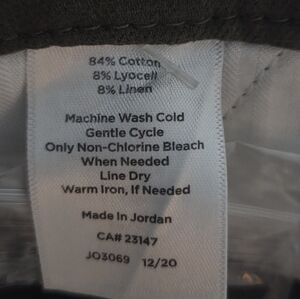 84% Cotton
8% Lyocell
8% Linen
Machine Wash Cold
Gentle Cycle
Only Non-Chlorine Bleach
When Needed
Line Dry
Warm Iron, If Needed
Made In Jordan
CA# 23147
JO3069 12/20